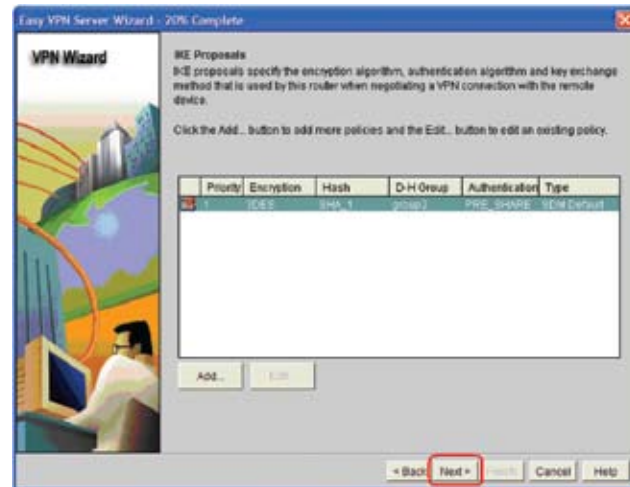 Easy VPN Server Wizard - 20% Complete
VPN Wizard
IKE Proposals
IKE proposals specify the encryption algorithm, authentication algorithm and key exchange
method that is used by this router when negotiating a VPN connection with the remote
device.
Click the Add... button to add more policies and the Edit... button to edit an existing policy.
Priority Encryption Hash D-H Group Authentication Type
1 3DES SHA_1 group2 PRE_SHARE SDM Default
Add... Edit...
< Back Next > Finish Cancel Help